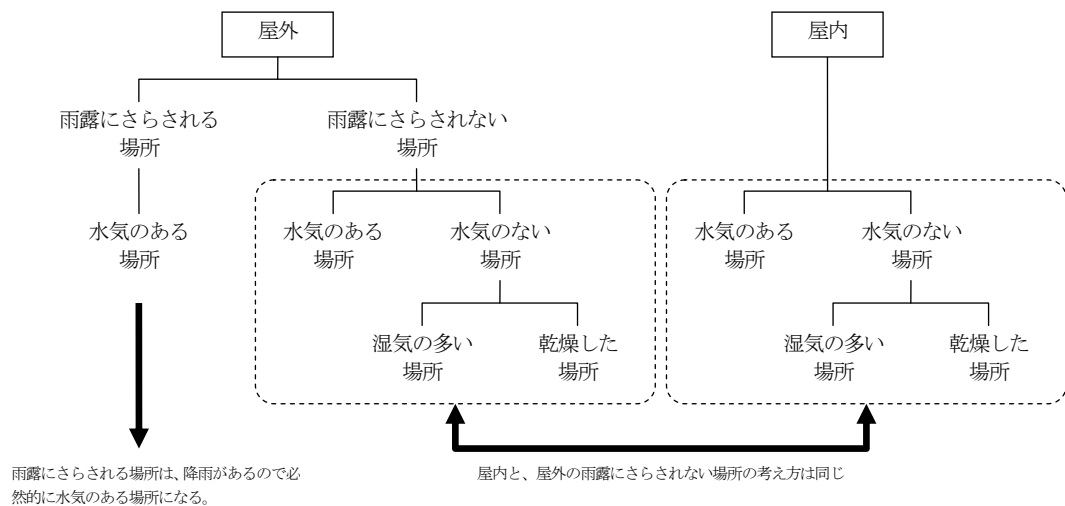 屋外
屋内
雨露にさらされる
場所
雨露にさらされない
場所
水気のある
場所
水気のある
場所
水気のない
場所
水気のある
場所
水気のない
場所
湿気の多い
場所
乾燥した
場所
湿気の多い
場所
乾燥した
場所
雨露にさらされる場所は、降雨があるので必
然的に水気のある場所になる。
屋内と、屋外の雨露にさらされない場所の考え方は同じ